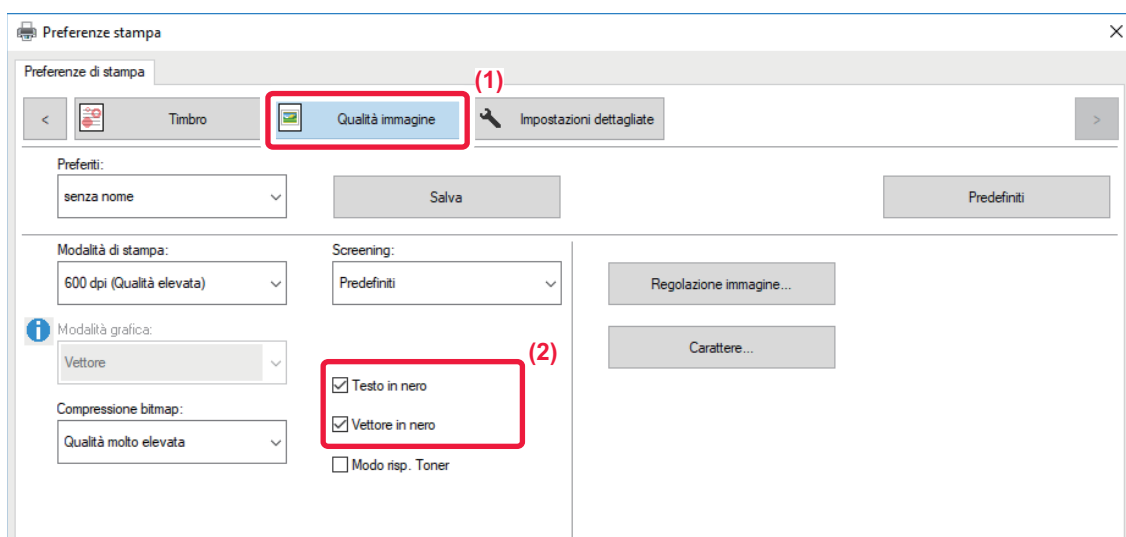 Preferenze stampa
Preferenze di stampa
(1)
<
Timbro
Qualità immagine
Impostazioni dettagliate
>
Preferiti:
senza nome
Salva
Predefiniti
Modalità di stampa:
600 dpi (Qualità elevata)
Screening:
Predefiniti
Regolazione immagine...
Modalità grafica:
Vettore
(2)
Carattere...
Testo in nero
Compressione bitmap:
Qualità molto elevata
Vettore in nero
Modo risp. Toner